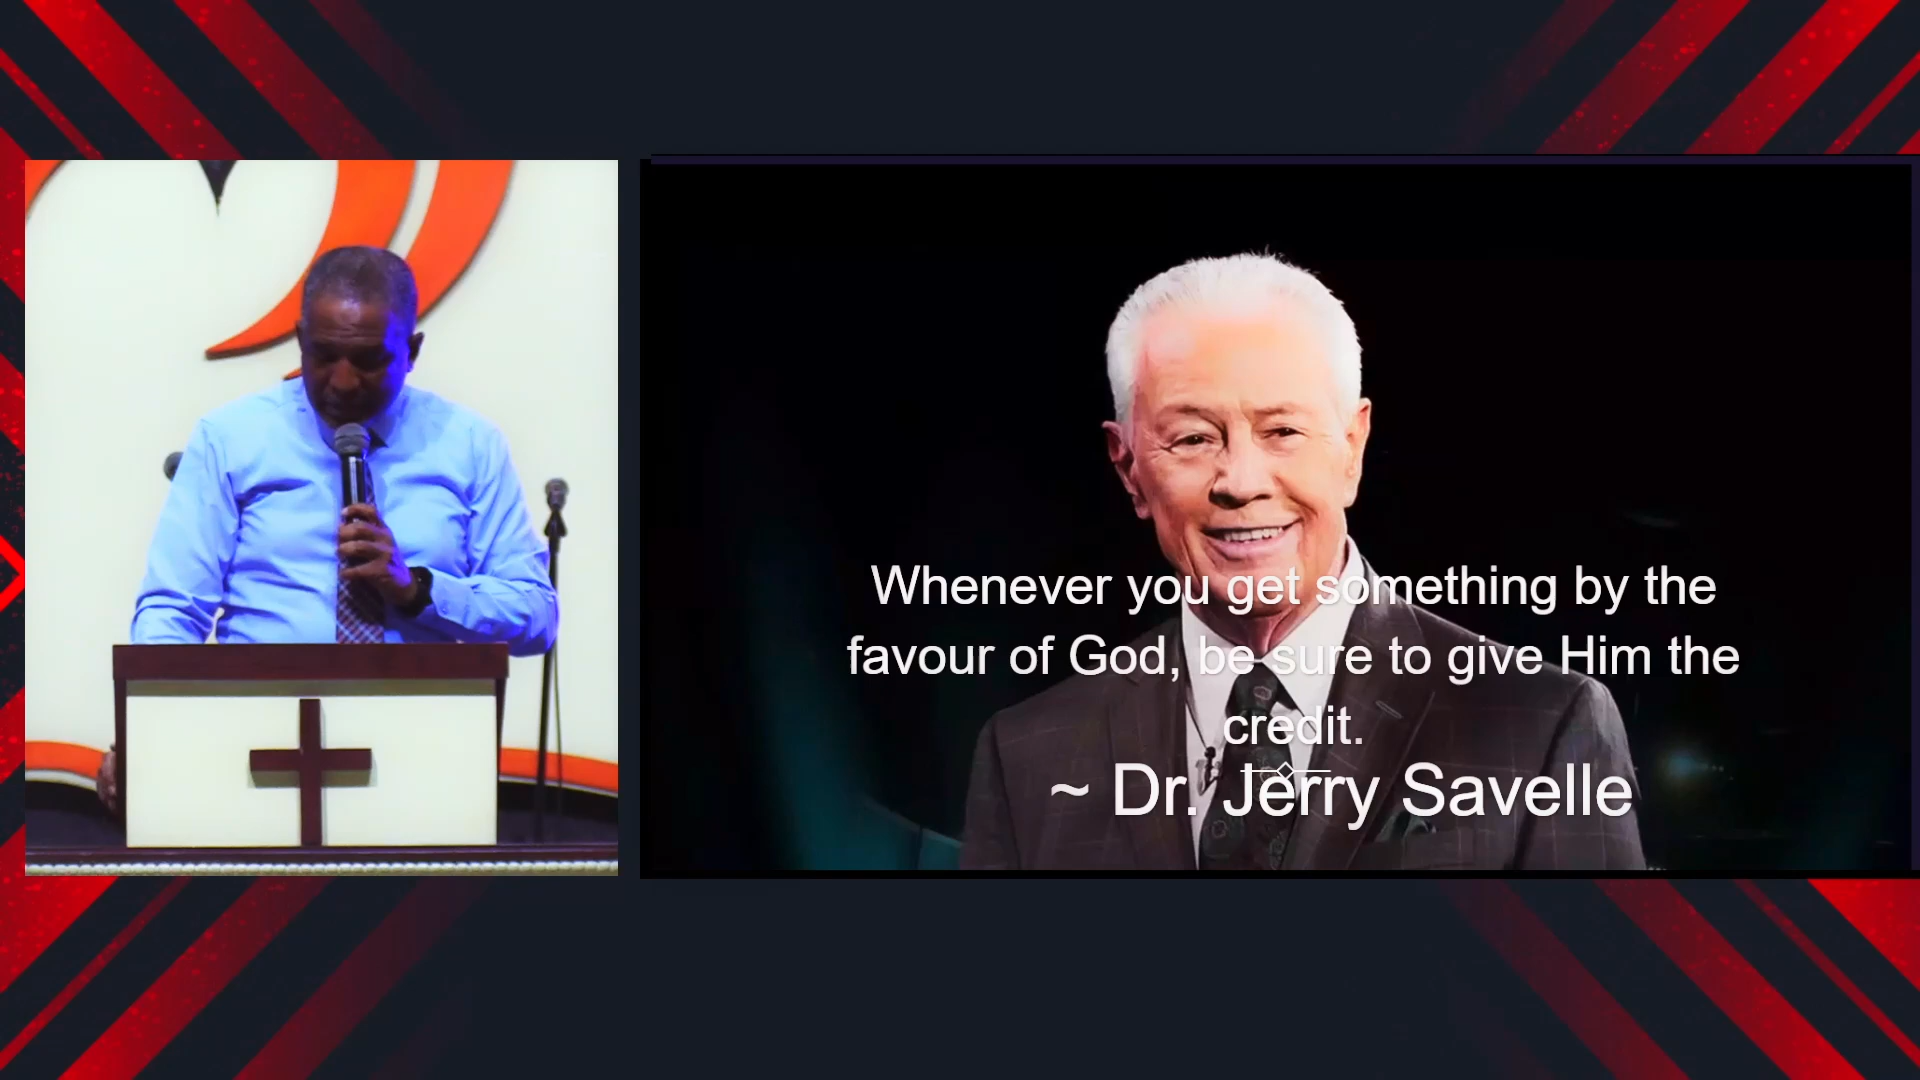 Whenever you get something by the
favour of God, be sure to give Him the
credit.
~ Dr. Jerry Savelle